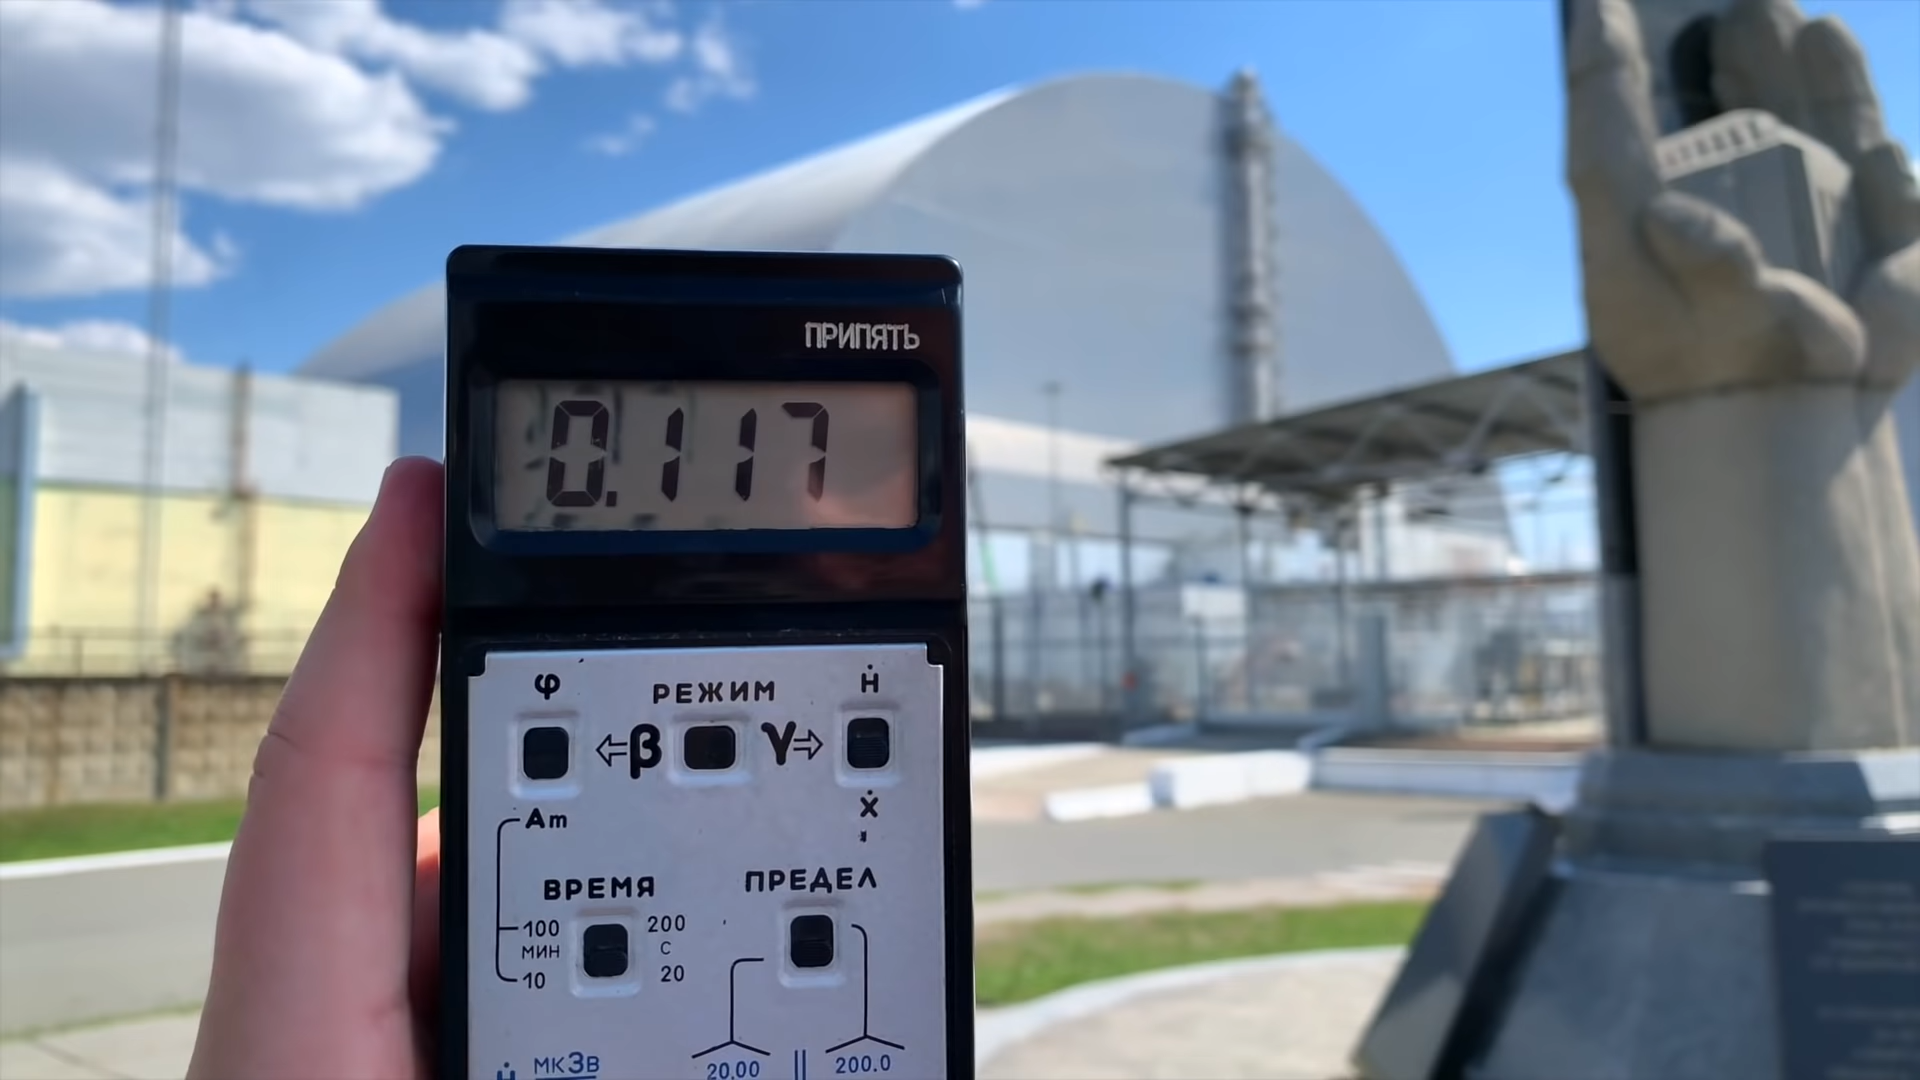 ПРИПЯТЬ
0.117
φ РЕЖИМ Ḣ
⇦β γ⇨
Am Ẋ
ВРЕМЯ ПРЕДЕЛ
100 200
МИН С
10 20
Ḣ мкЗв 20.00 200.0